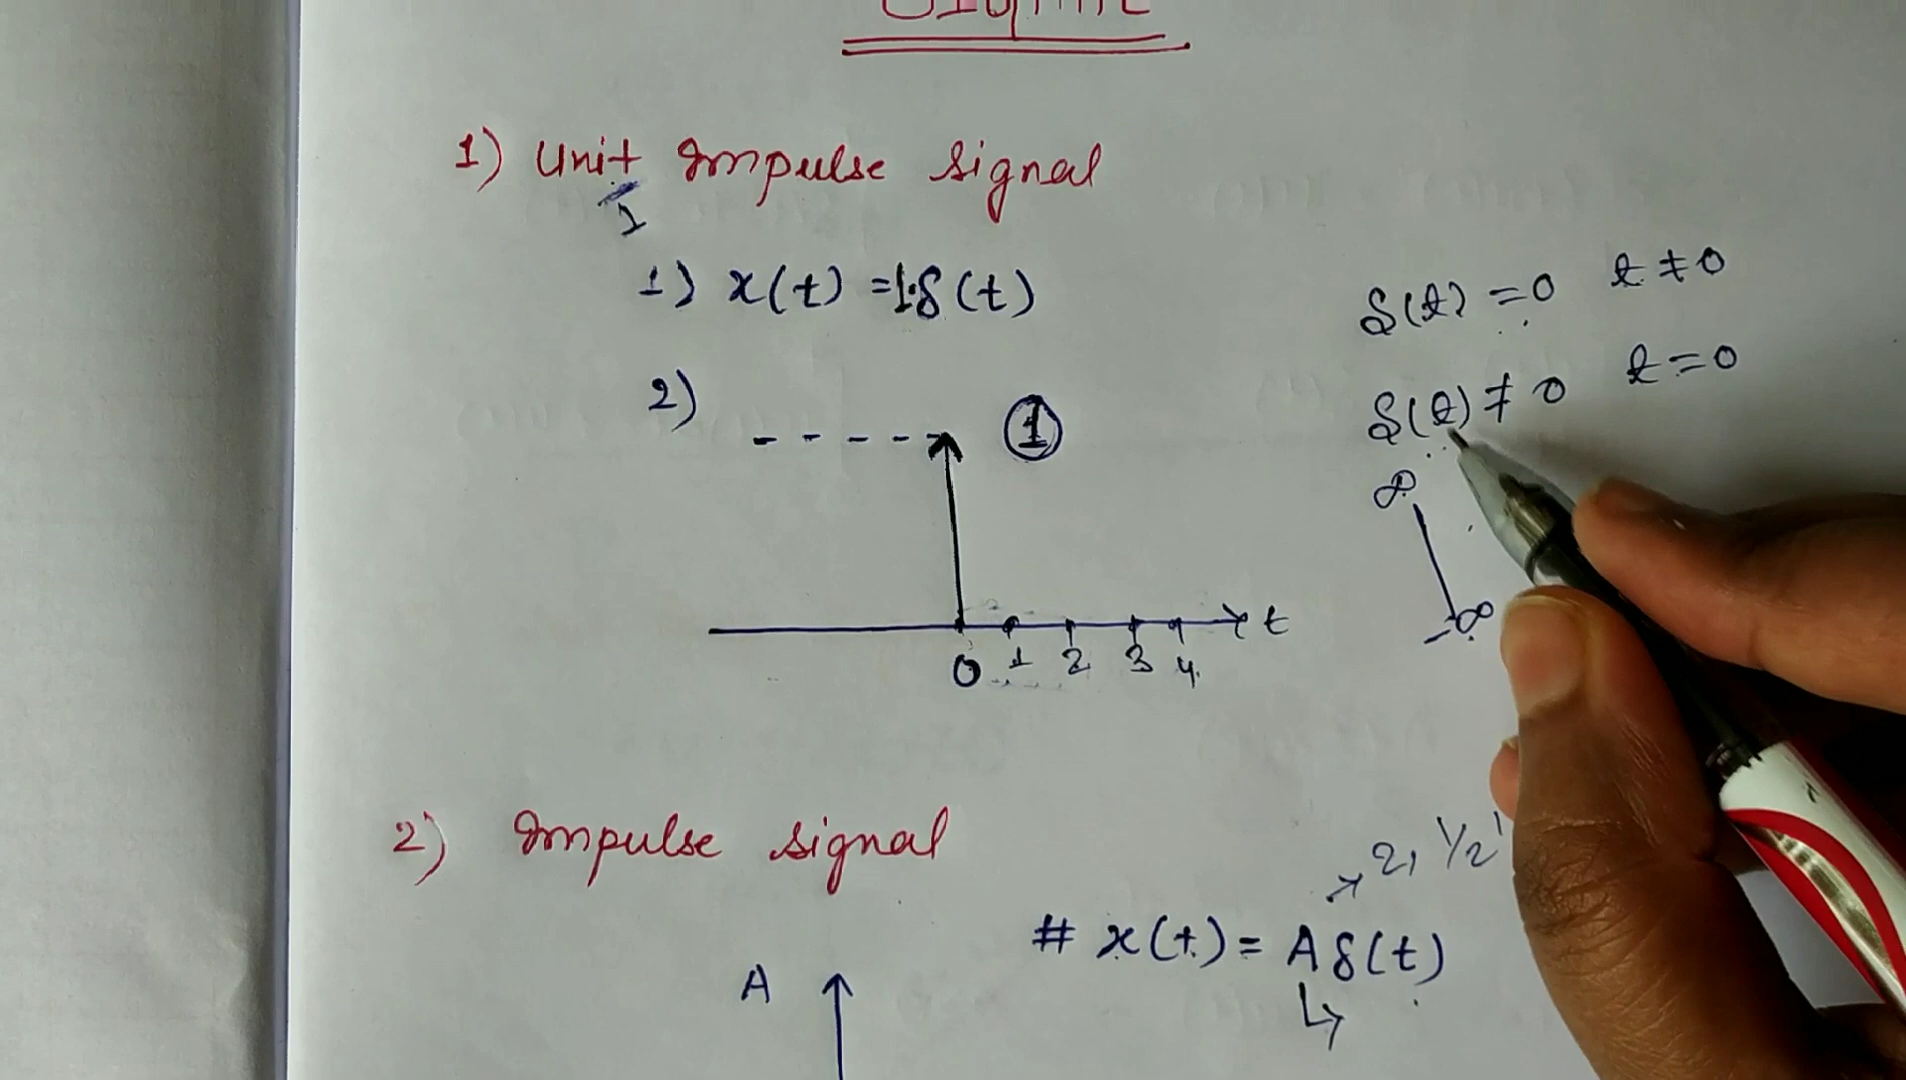 1) Unit Impulse Signal
1
1) x(t) =1.δ(t)
δ(t) =0 t ≠0
2)
1
δ(t) ≠ 0 t =0
∞
-∞
t
0 1 2 3 4
2) Impulse signal
2, 1/2
# x(t) = A δ(t)
A